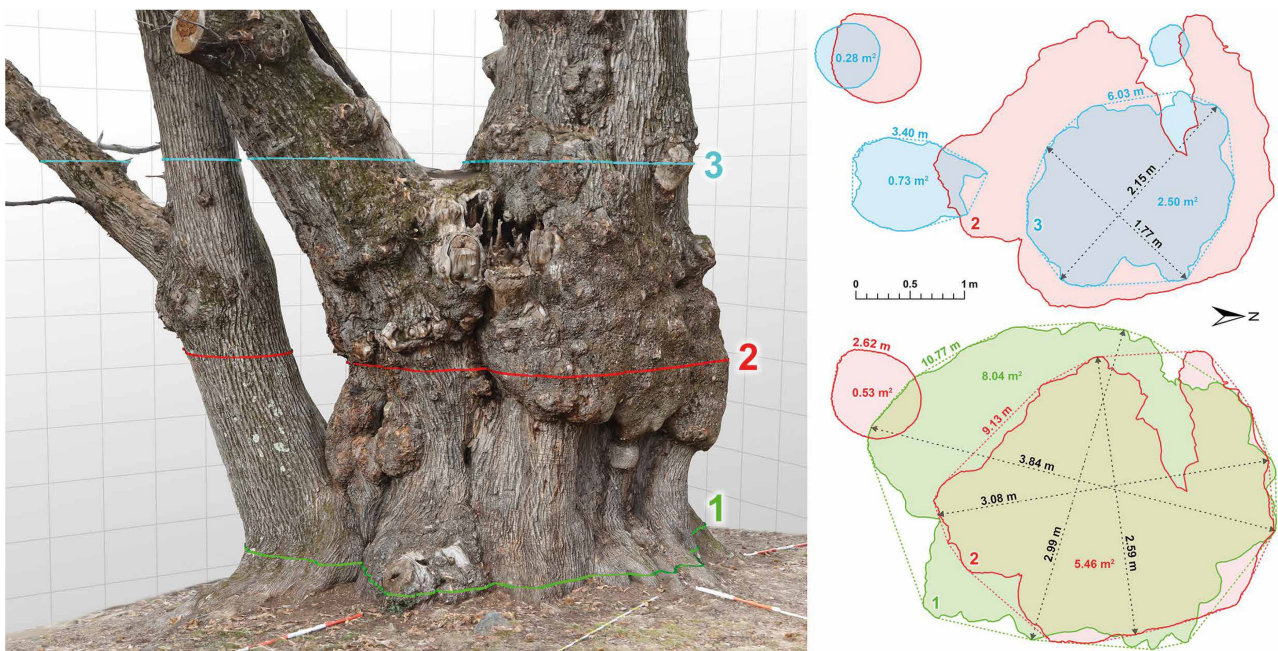 3
2
1
0.28 m²
6.03 m
3.40 m
0.73 m²
2.15 m
2.50 m²
1.77 m
3
2
0
0.5
1 m
N
2.62 m
0.53 m²
10.77 m
8.04 m²
9.13 m
3.84 m
3.08 m
2.99 m
2.59 m
5.46 m²
2
1